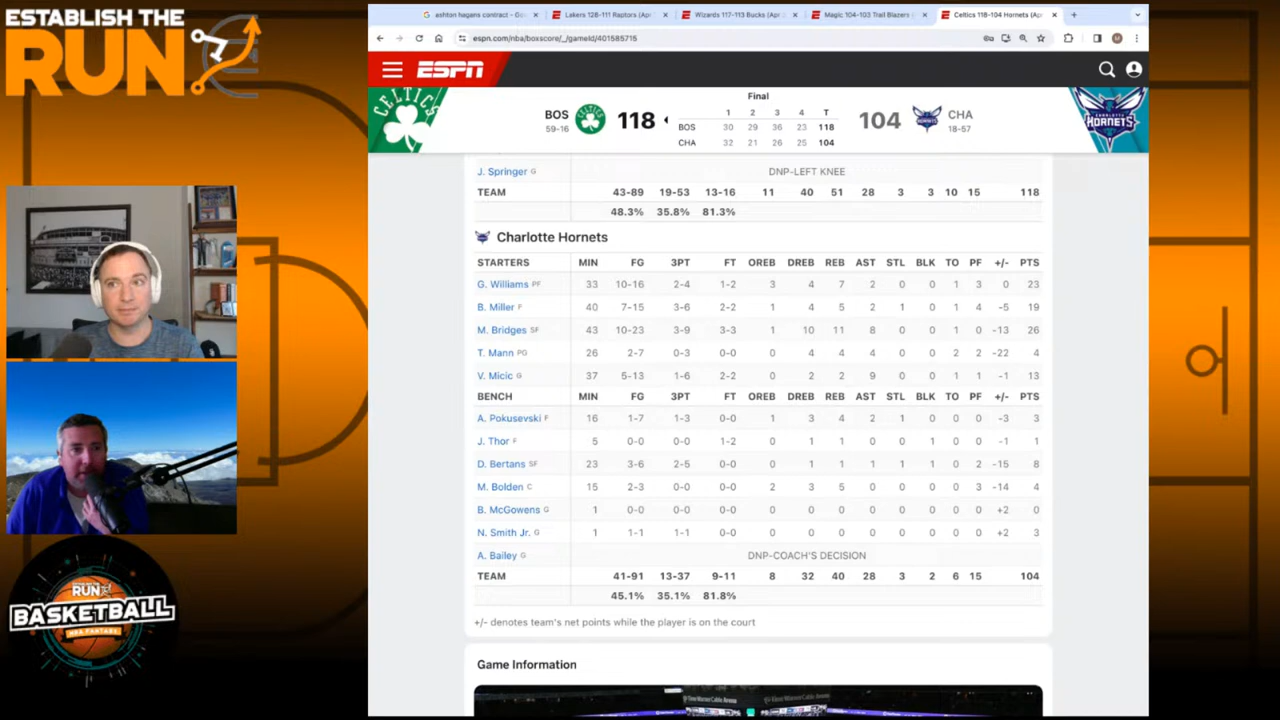 ESTABLISH THE
RUN
ashton hagans contract - Go
Lakers 128-111 Raptors (Apr
Wizards 117-113 Bucks (Apr 2
Magic 104-103 Trail Blazers
Celtics 118-104 Hornets (Apr
espn.com/nba/boxscore/_/gameId/401585715
ESPN
CELTICS
BOS
59-16
118
Final
1 2 3 4 T
BOS 30 29 36 23 118
CHA 32 21 26 25 104
104
CHA
18-57
HORNETS
J. Springer G DNP-LEFT KNEE
TEAM 43-89 19-53 13-16 11 40 51 28 3 3 10 15 118
48.3% 35.8% 81.3%
Charlotte Hornets
STARTERS MIN FG 3PT FT OREB DREB REB AST STL BLK TO PF +/- PTS
G. Williams PF 33 10-16 2-4 1-2 3 4 7 2 0 0 1 3 0 23
B. Miller F 40 7-15 3-6 2-2 1 4 5 2 1 0 1 4 -5 19
M. Bridges SF 43 10-23 3-9 3-3 1 10 11 8 0 0 1 0 -13 26
T. Mann PG 26 2-7 0-3 0-0 0 4 4 4 0 0 2 2 -22 4
V. Micic G 37 5-13 1-6 2-2 0 2 2 9 0 0 1 1 -1 13
BENCH MIN FG 3PT FT OREB DREB REB AST STL BLK TO PF +/- PTS
A. Pokusevski F 16 1-7 1-3 0-0 1 3 4 2 1 0 0 0 -3 3
J. Thor F 5 0-0 0-0 1-2 0 1 1 0 0 1 0 0 -1 1
D. Bertans SF 23 3-6 2-5 0-0 0 1 1 1 1 1 0 2 -15 8
M. Bolden C 15 2-3 0-0 0-0 2 3 5 0 0 0 0 3 -14 4
B. McGowens G 1 0-0 0-0 0-0 0 0 0 0 0 0 0 0 +2 0
N. Smith Jr. G 1 1-1 1-1 0-0 0 0 0 0 0 0 0 0 +2 3
A. Bailey G DNP-COACH'S DECISION
TEAM 41-91 13-37 9-11 8 32 40 28 3 2 6 15 104
45.1% 35.1% 81.8%
+/- denotes team's net points while the player is on the court
Game Information
ESTABLISH THE
RUN
BASKETBALL
NBA FANTASY